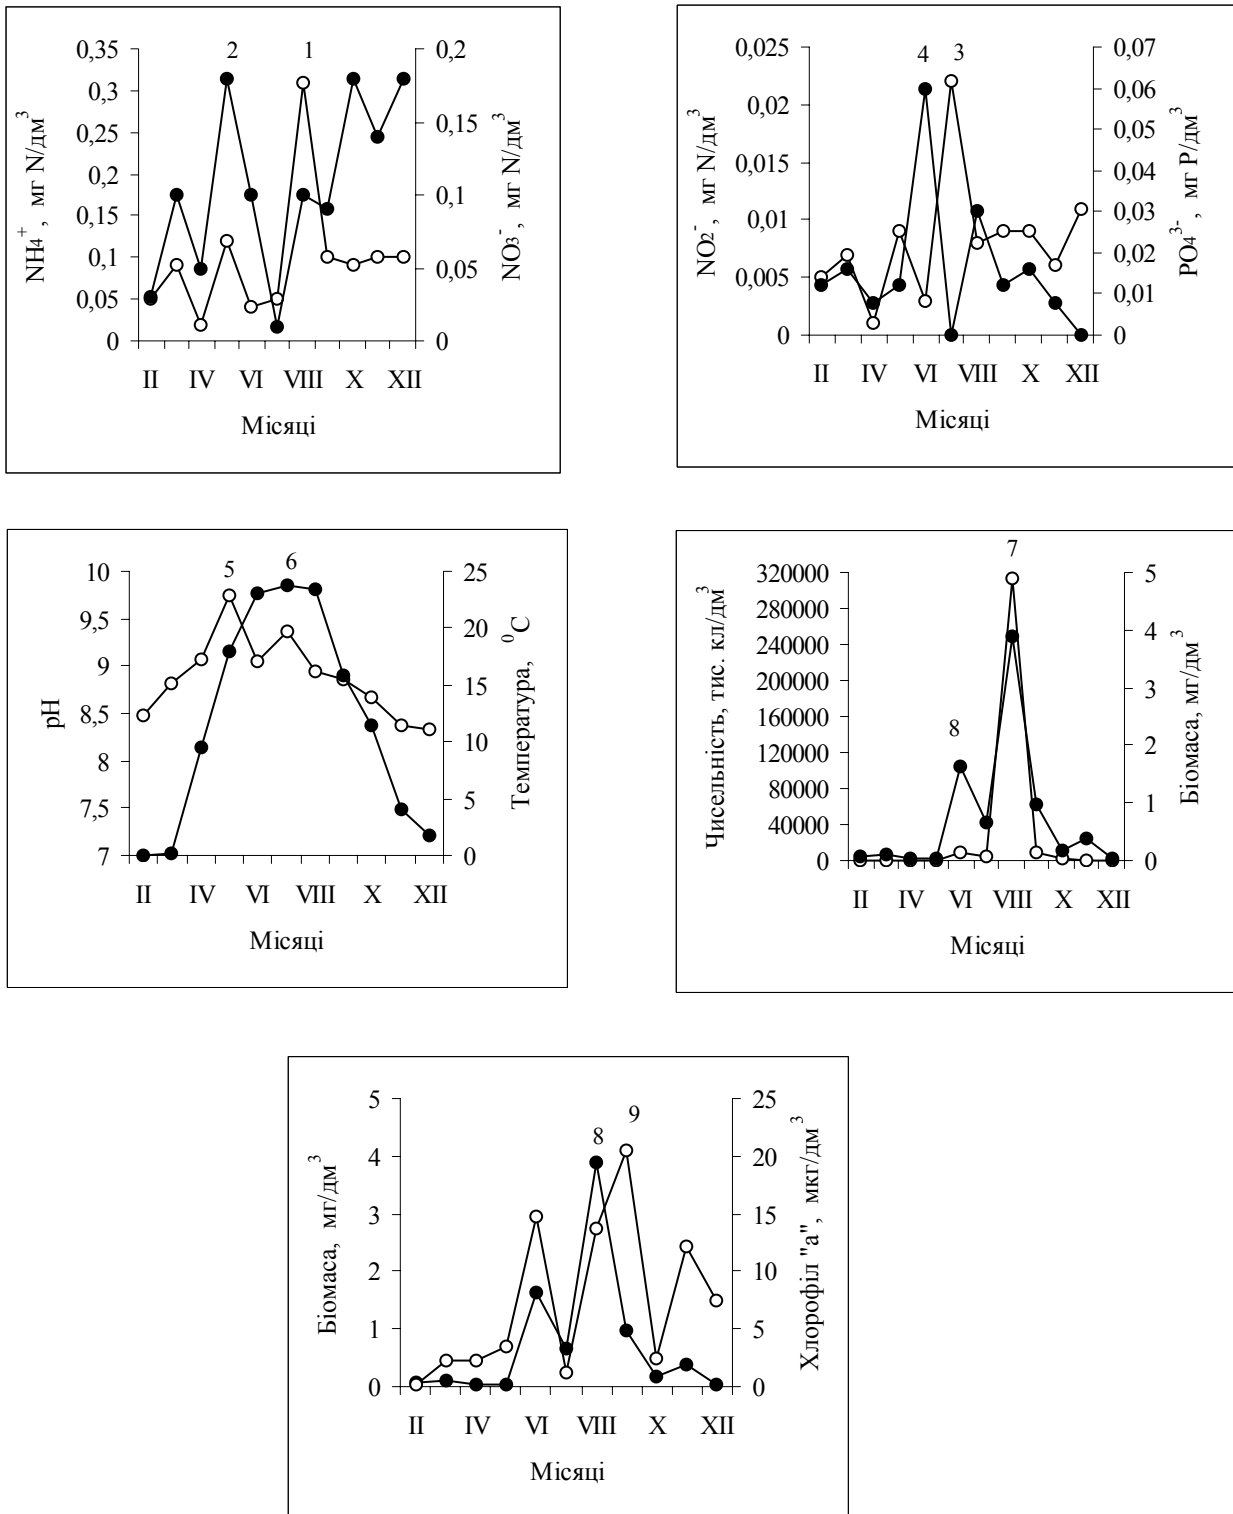 2 1
0,35 0,2
0,3
0,25 0,15
0,2
0,15 0,1
0,1 0,05
0,05
0 0
NH4+, мг N/дм3
NO3-, мг N/дм3
II IV VI VIII X XII
Місяці
4 3
0,025 0,07
0,02 0,06
0,05
0,015 0,04
0,01 0,03
0,02
0,005 0,01
0 0
NO2-, мг N/дм3
PO43-, мг P/дм3
II IV VI VIII X XII
Місяці
5 6
10 25
9,5 20
9 15
8,5
8 10
7,5 5
7 0
pH
Температура, 0C
II IV VI VIII X XII
Місяці
7
8
320000 5
280000 4
240000
200000 3
160000
120000 2
80000 1
40000
0 0
Чисельність, тис. кл/дм3
Біомаса, мг/дм3
II IV VI VIII X XII
Місяці
8 9
5 25
4 20
3 15
2 10
1 5
0 0
Біомаса, мг/дм3
Хлорофіл "a", мкг/дм3
II IV VI VIII X XII
Місяці